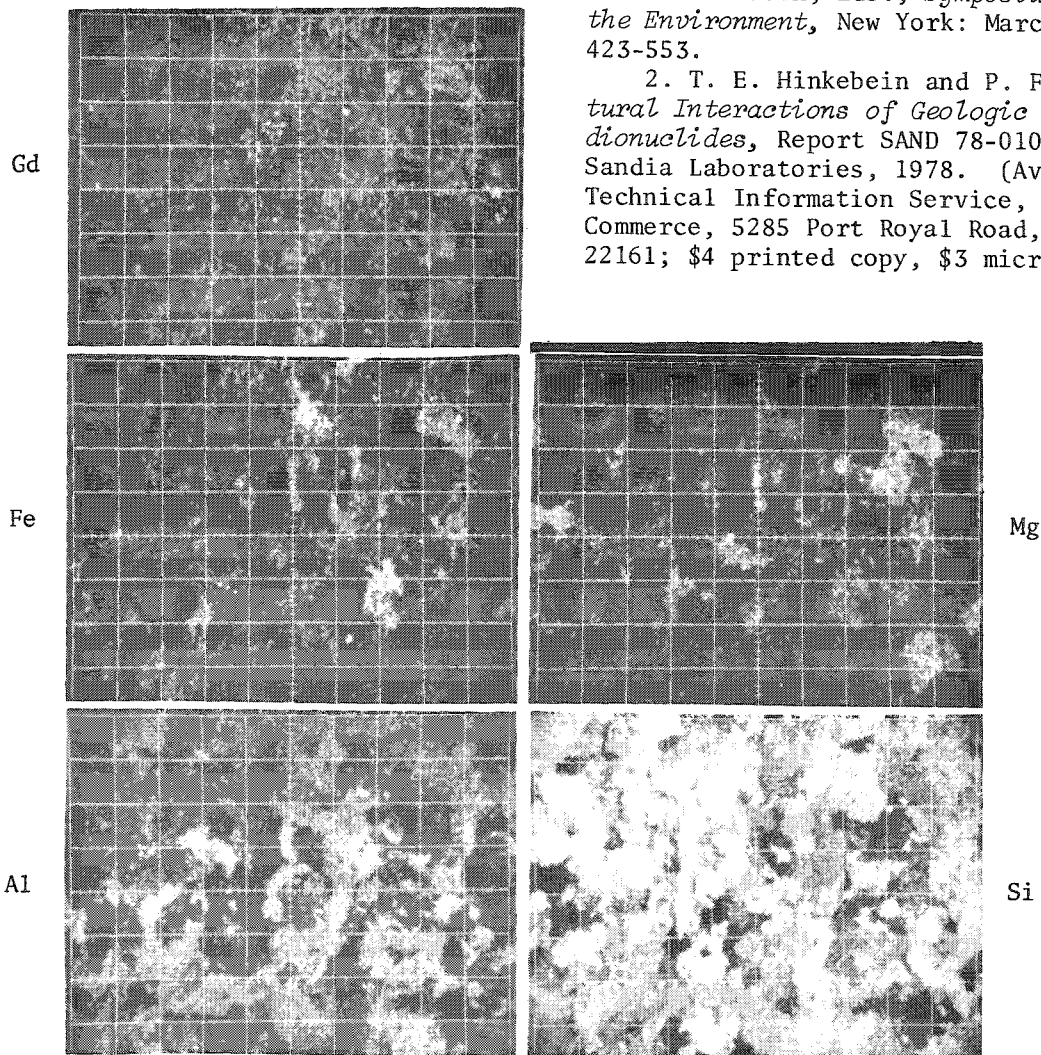 the Environment, New York: Marc
423-553.
2. T. E. Hinkebein and P. F
tural Interactions of Geologic
dionuclides, Report SAND 78-010
Sandia Laboratories, 1978. (Av
Technical Information Service,
Commerce, 5285 Port Royal Road,
22161; $4 printed copy, $3 micr
Gd
Fe
Mg
Al
Si